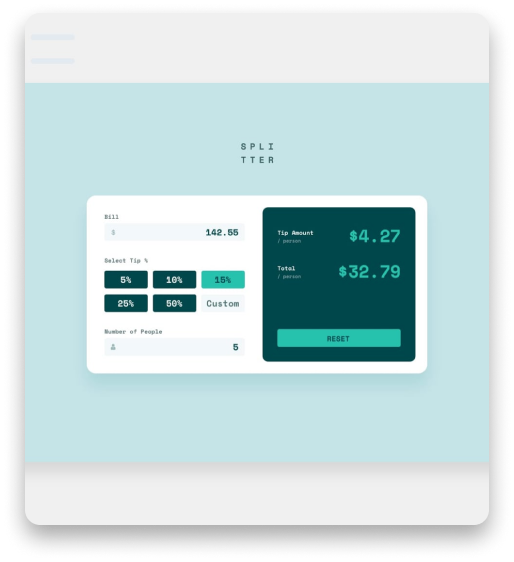 SPLI
TTER
Bill
$ 142.55
Select Tip %
5% 10% 15%
25% 50% Custom
Number of People
5
Tip Amount
/ person
$4.27
Total
/ person
$32.79
RESET